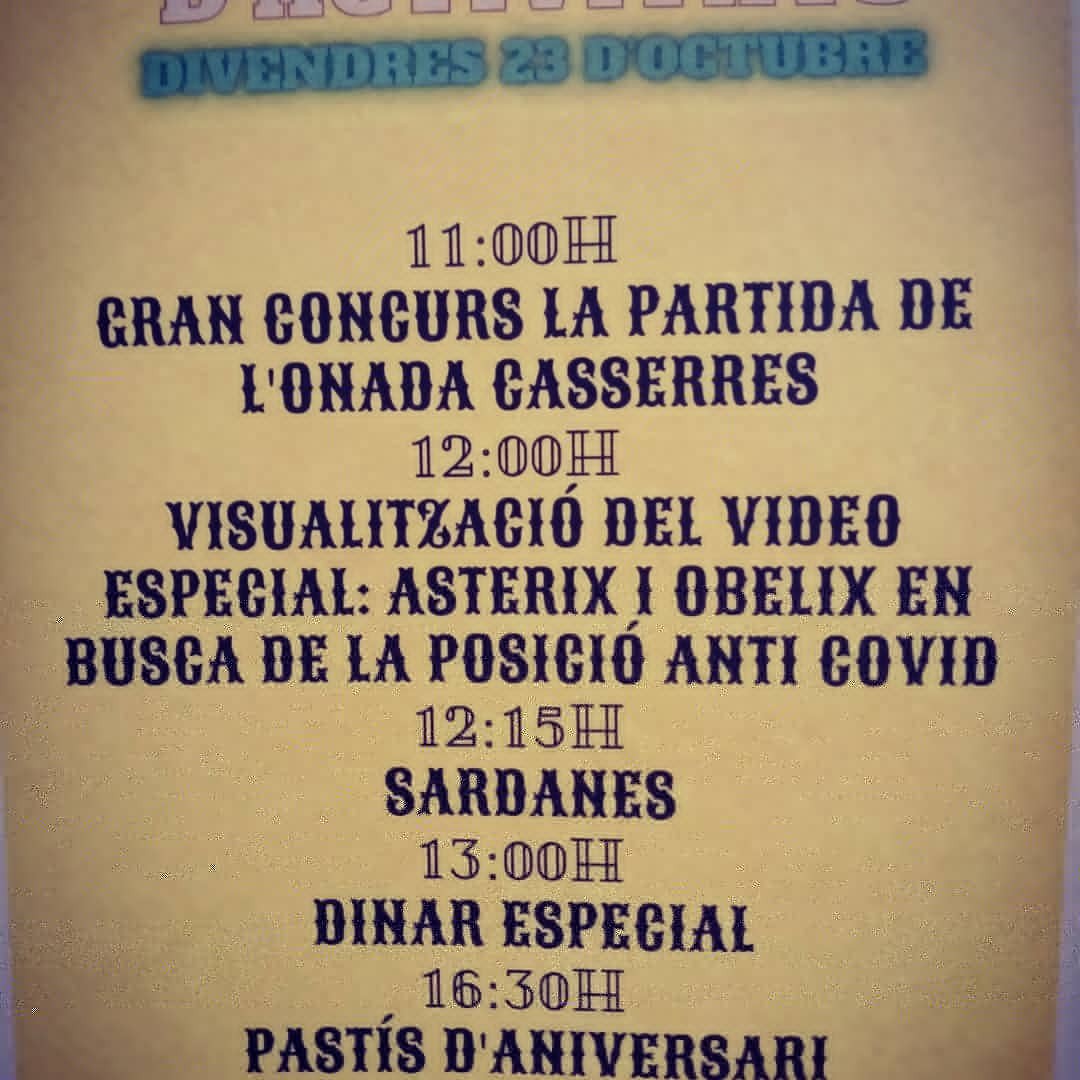 D'ACTIVITATS
DIVENDRES 23 D'OCTUBRE
11:00H
GRAN CONCURS LA PARTIDA DE
L'ONADA CASSERRES
12:00H
VISUALITZACIÓ DEL VIDEO
ESPECIAL: ASTERIX I OBELIX EN
BUSCA DE LA POSICIÓ ANTI COVID
12:15H
SARDANES
13:00H
DINAR ESPECIAL
16:30H
PASTÍS D'ANIVERSARI